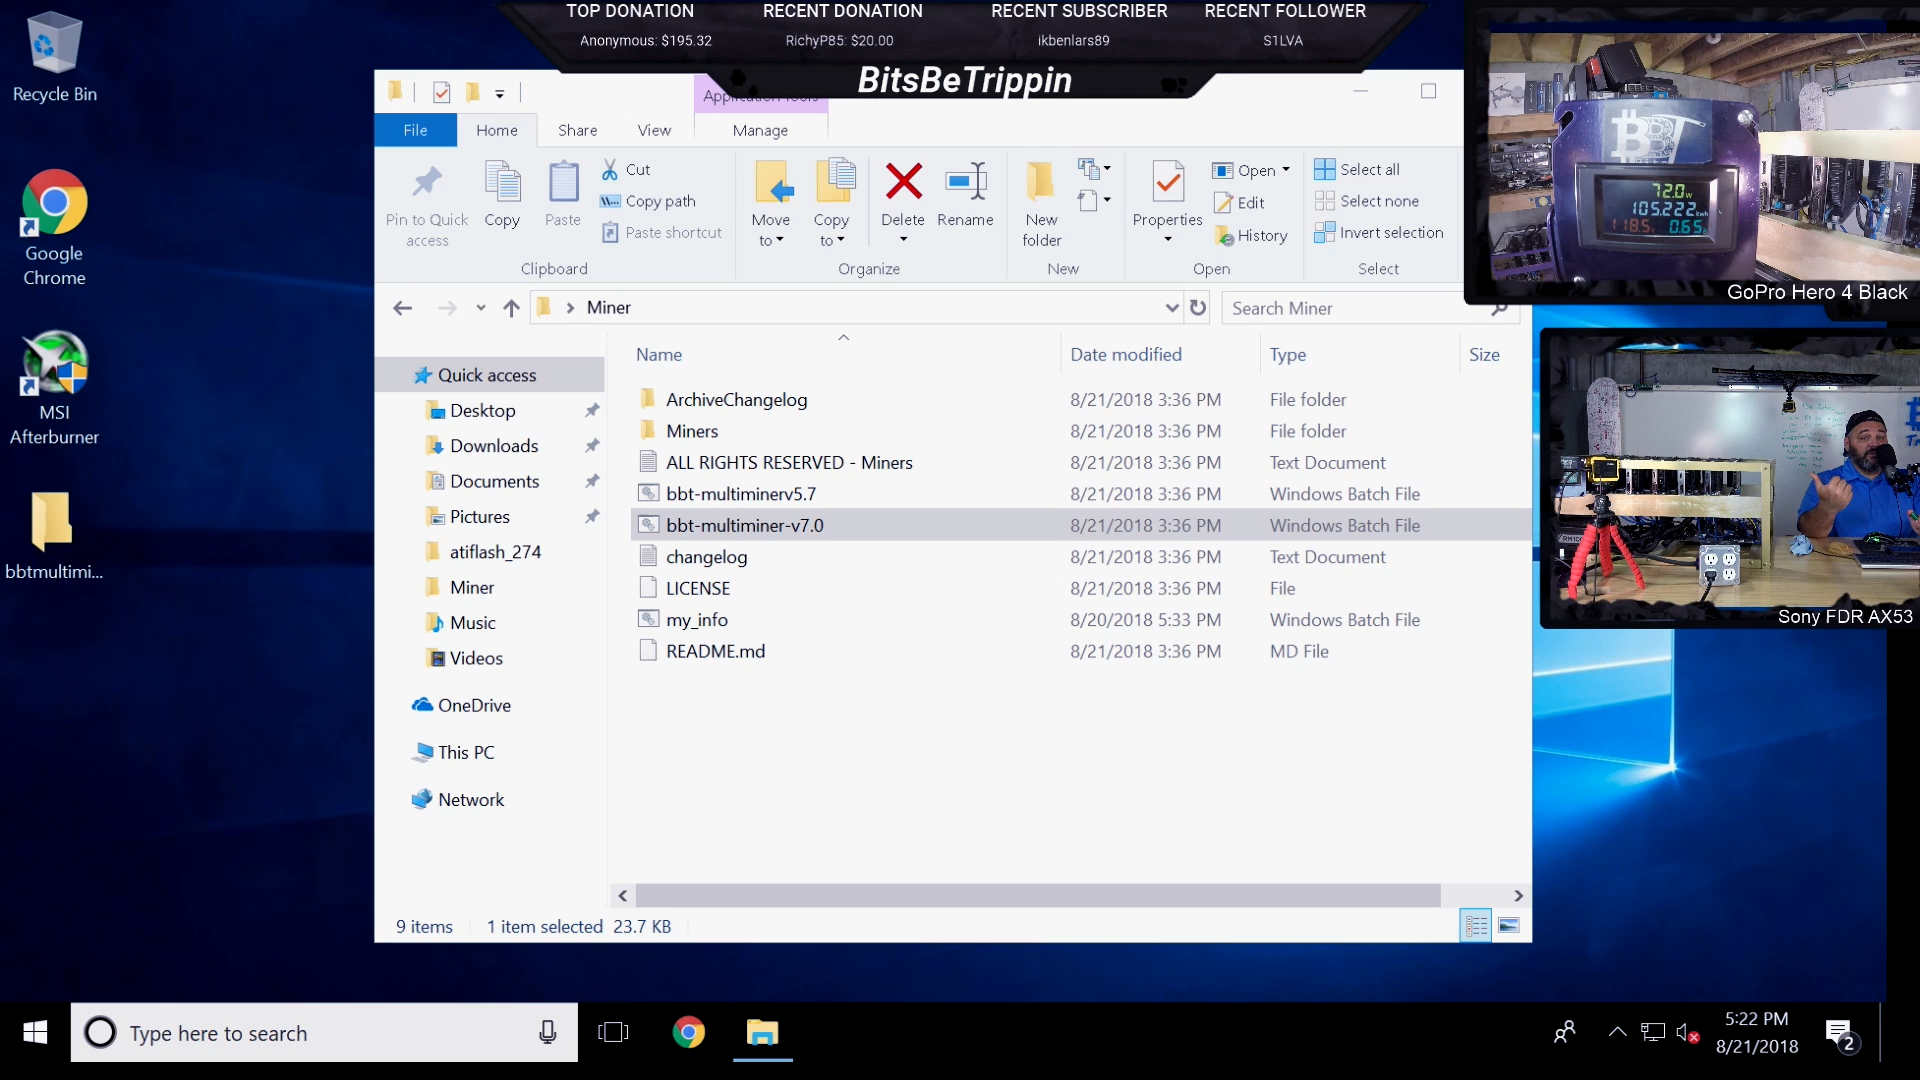 TOP DONATION
Anonymous: $195.32
RECENT DONATION
RichyP85: $20.00
RECENT SUBSCRIBER
ikbenlars89
RECENT FOLLOWER
S1LVA
BitsBeTrippin
Recycle Bin
Google
Chrome
MSI
Afterburner
bbtmultimi...
File
Home
Share
View
Manage
Pin to Quick
access
Copy
Paste
Cut
Copy path
Paste shortcut
Clipboard
Move
to
Copy
to
Delete
Rename
Organize
New
folder
New
Properties
Open
Edit
History
Open
Select all
Select none
Invert selection
Select
Miner
Search Miner
Name
Date modified
Type
Size
Quick access
Desktop
Downloads
Documents
Pictures
atiflash_274
Miner
Music
Videos
OneDrive
This PC
Network
ArchiveChangelog 8/21/2018 3:36 PM File folder
Miners 8/21/2018 3:36 PM File folder
ALL RIGHTS RESERVED - Miners 8/21/2018 3:36 PM Text Document
bbt-multiminerv5.7 8/21/2018 3:36 PM Windows Batch File
bbt-multiminer-v7.0 8/21/2018 3:36 PM Windows Batch File
changelog 8/21/2018 3:36 PM Text Document
LICENSE 8/21/2018 3:36 PM File
my_info 8/20/2018 5:33 PM Windows Batch File
README.md 8/21/2018 3:36 PM MD File
9 items
1 item selected 23.7 KB
72.0 w
105.222 kwh
118.5 v 0.65
GoPro Hero 4 Black
Sony FDR AX53
Type here to search
5:22 PM
8/21/2018
2